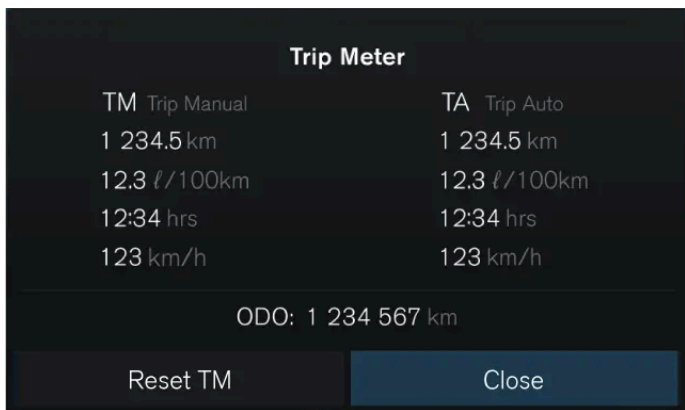 Trip Meter
TM Trip Manual
1 234.5 km
12.3 ℓ/100km
12:34 hrs
123 km/h
TA Trip Auto
1 234.5 km
12.3 ℓ/100km
12:34 hrs
123 km/h
ODO: 1 234 567 km
Reset TM
Close